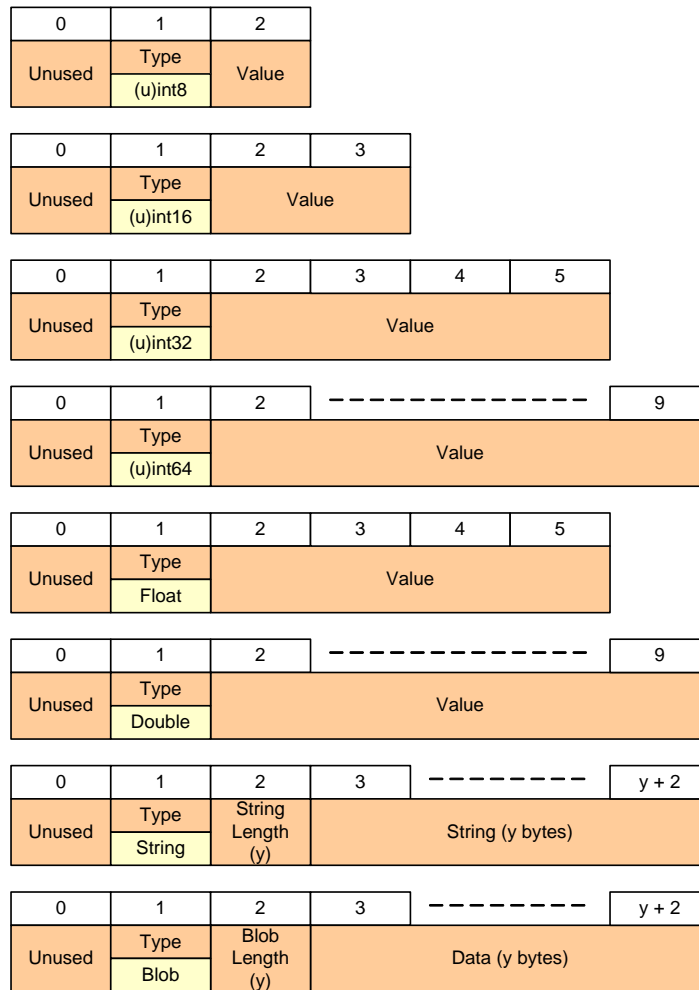 0 1 2
Unused Type Value
(u)int8
0 1 2 3
Unused Type Value
(u)int16
0 1 2 3 4 5
Unused Type Value
(u)int32
0 1 2 9
Unused Type Value
(u)int64
0 1 2 3 4 5
Unused Type Value
Float
0 1 2 9
Unused Type Value
Double
0 1 2 3 y + 2
Unused Type String Length (y) String (y bytes)
String
0 1 2 3 y + 2
Unused Type Blob Length (y) Data (y bytes)
Blob